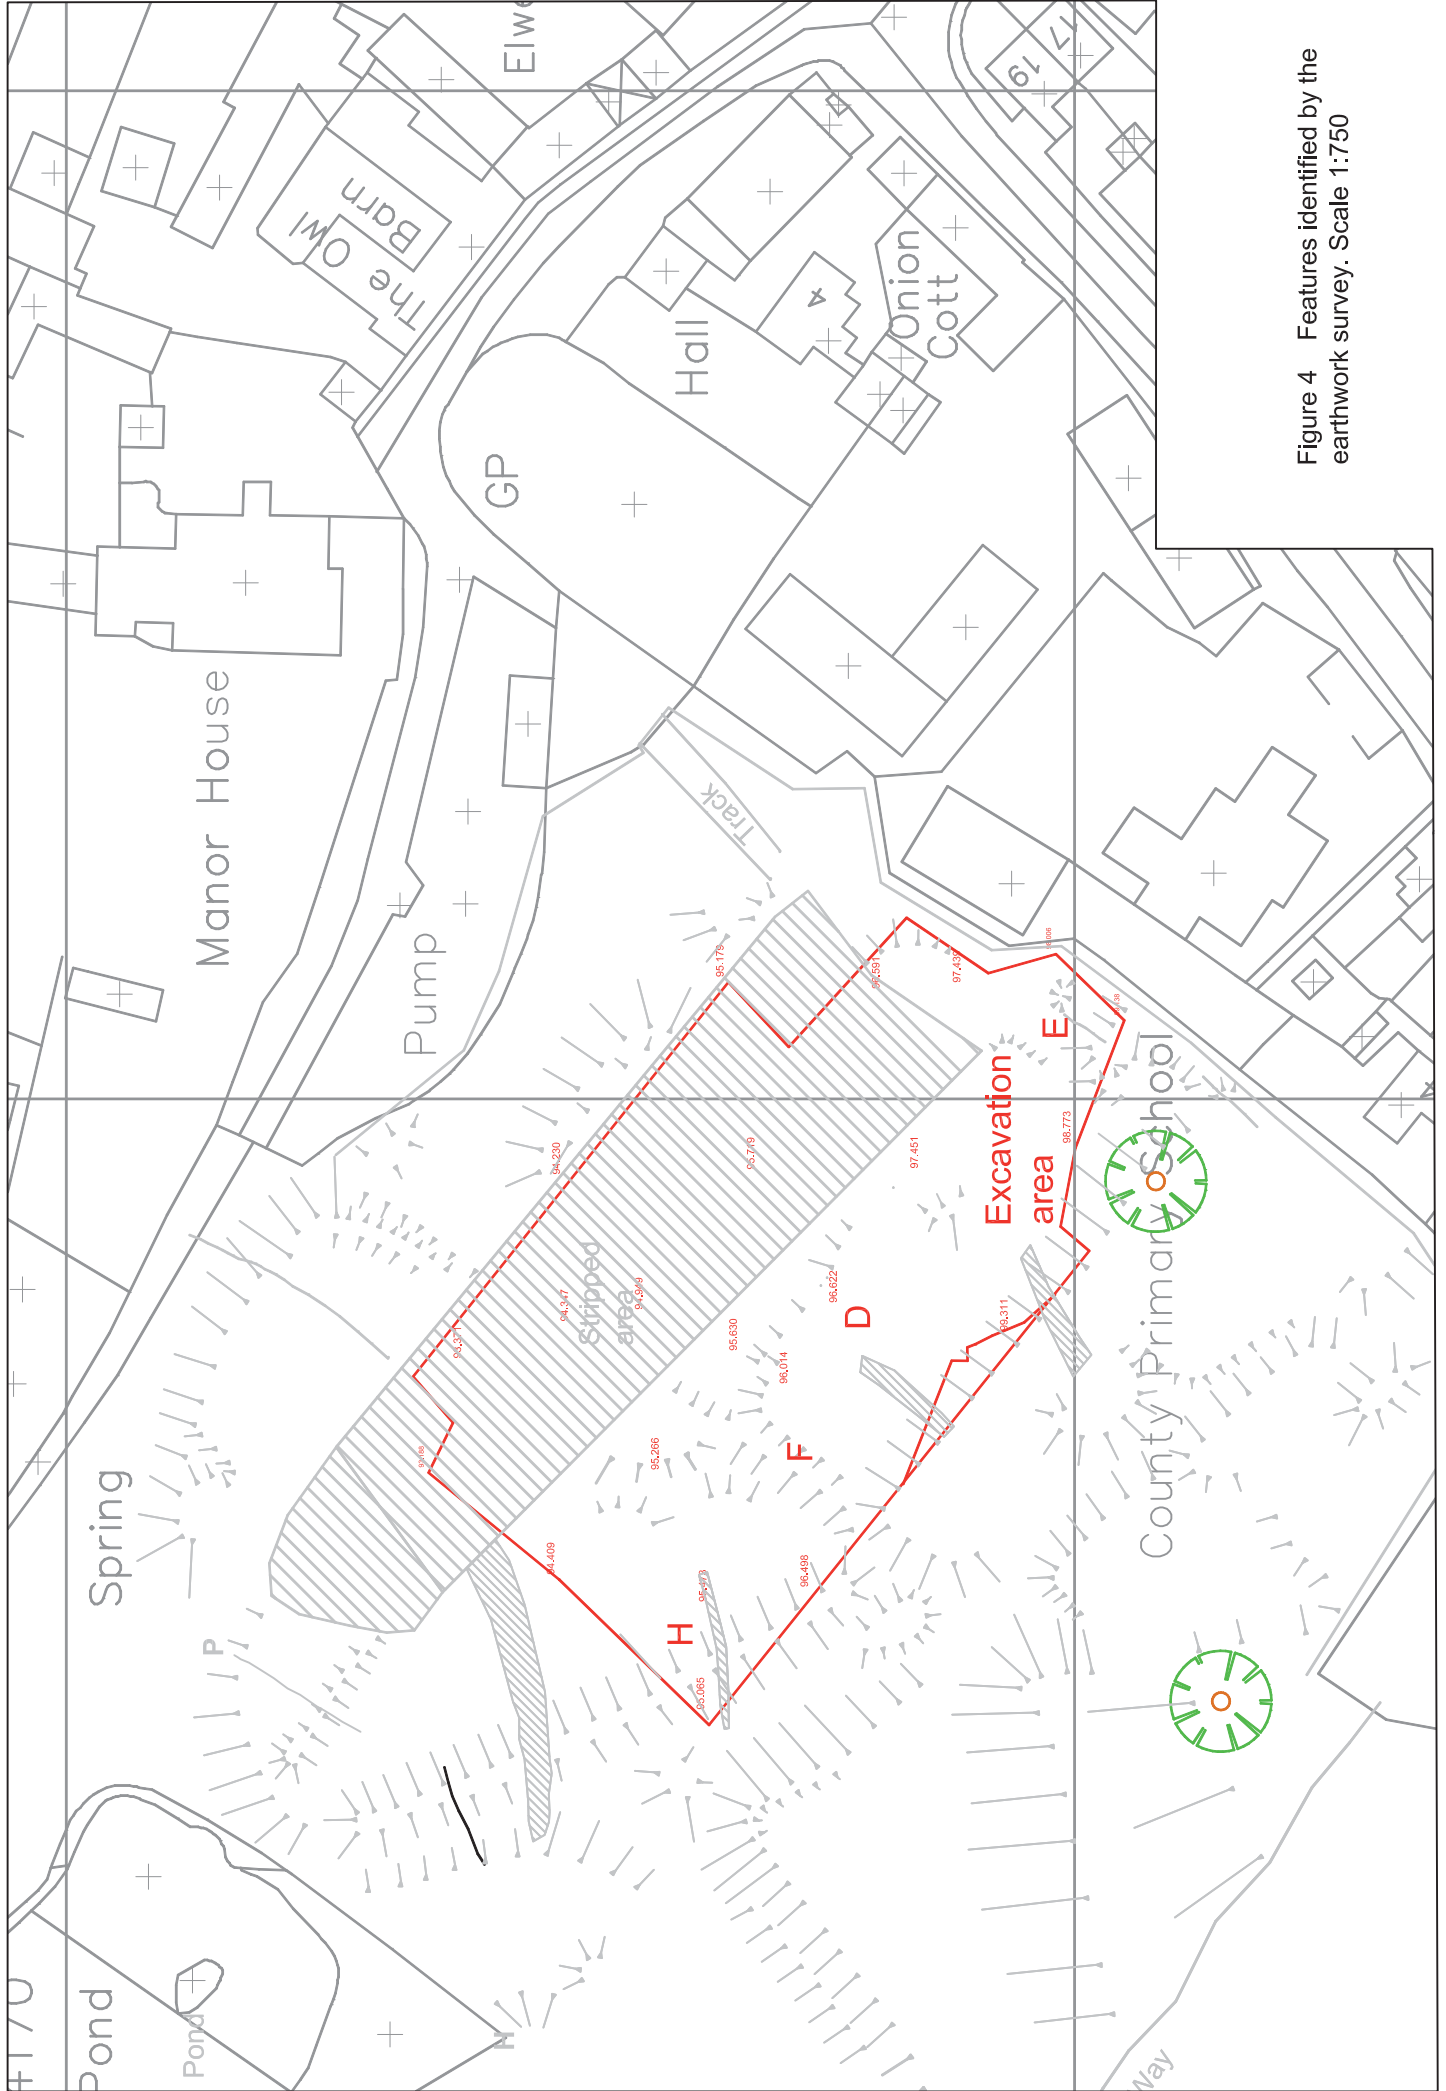 Elwe
17
19
The Owl
Barn
4
Onion
Cott
Hall
GP
Manor House
Pump
Track
Spring
P
Pond
Pond
H
Way
County Primary School
Stripped
area
Excavation
area
E
D
F
H
95.179
97.439
94.230
95.719
97.451
98.773
94.347
94.949
96.622
95.630
96.014
99.311
95.266
94.409
96.498
95.065
Figure 4 Features identified by the
earthwork survey. Scale 1:750